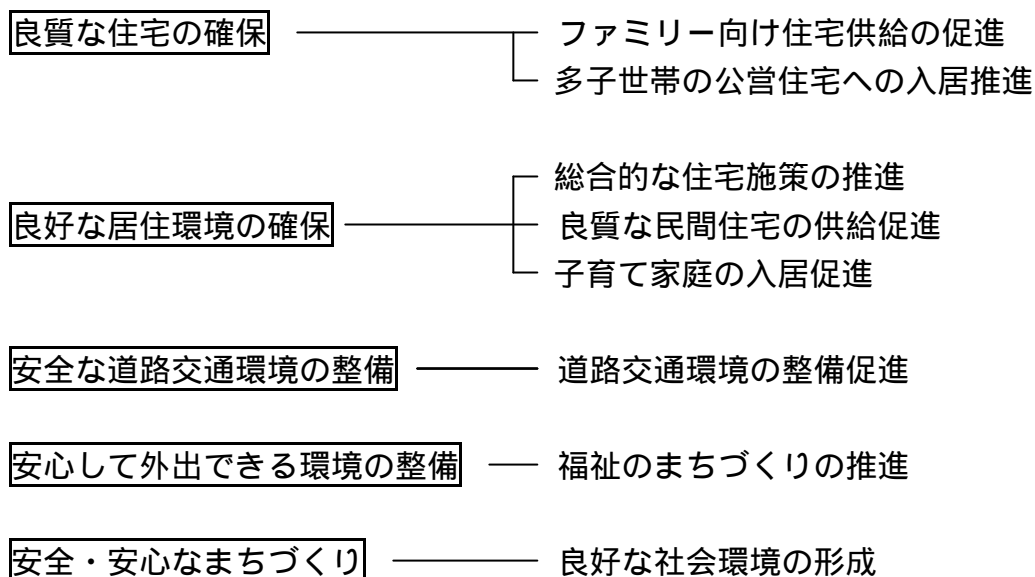 良質な住宅の確保 ファミリー向け住宅供給の促進
多子世帯の公営住宅への入居推進
総合的な住宅施策の推進
良好な居住環境の確保 良質な民間住宅の供給促進
子育て家庭の入居促進
安全な道路交通環境の整備 道路交通環境の整備促進
安心して外出できる環境の整備 福祉のまちづくりの推進
安全・安心なまちづくり 良好な社会環境の形成